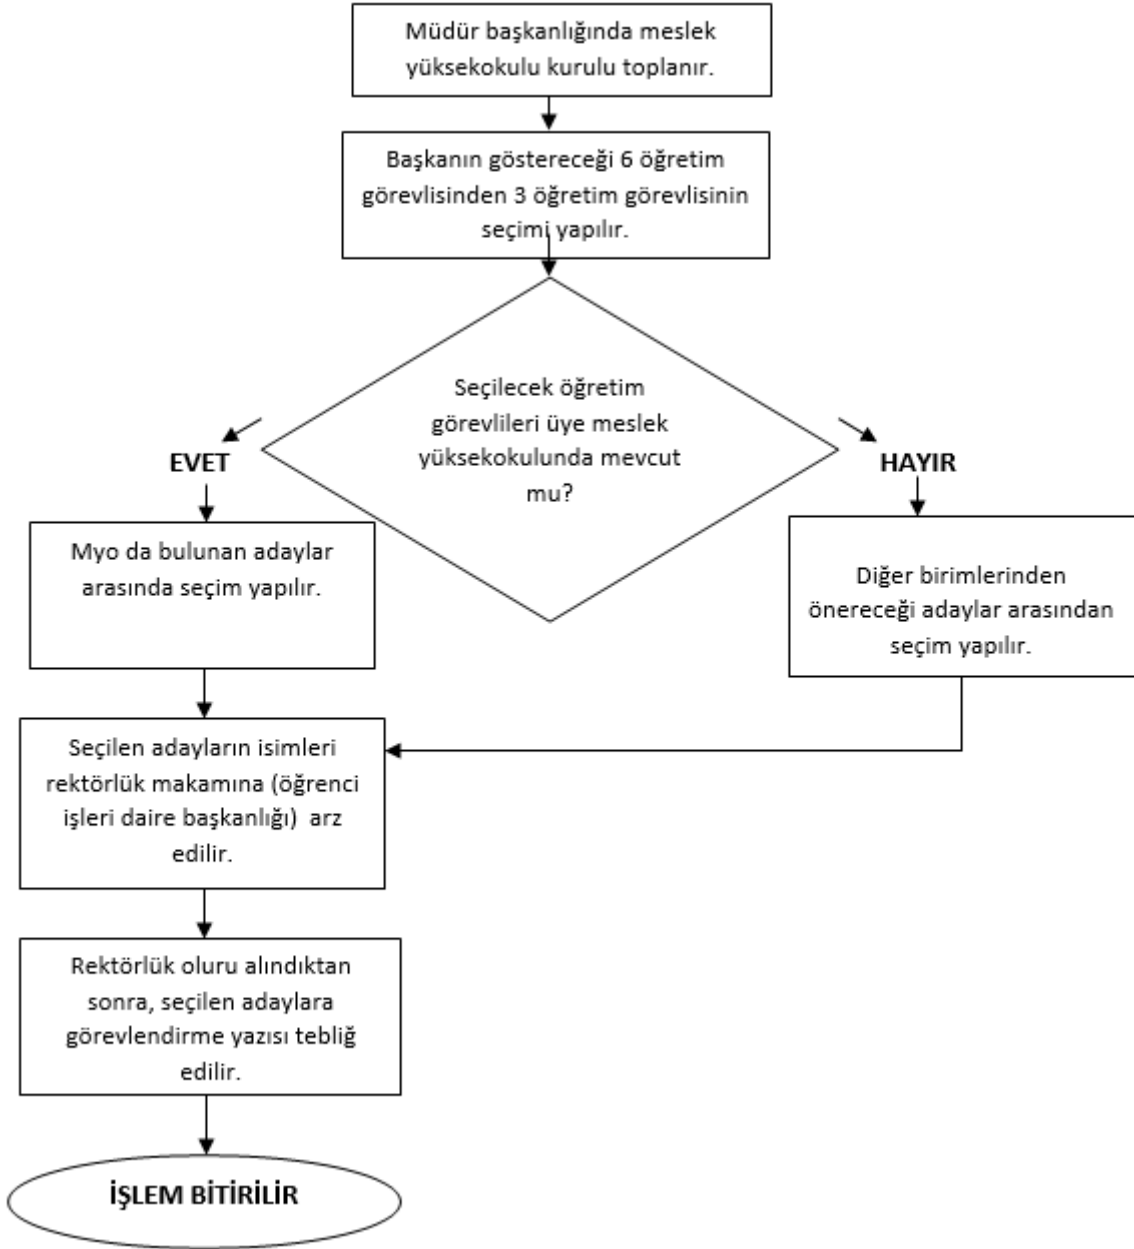 Müdür başkanlığında meslek
yüksekokulu kurulu toplanır.
Başkanın göstereceği 6 öğretim
görevlisinden 3 öğretim görevlisinin
seçimi yapılır.
Seçilecek öğretim
görevlileri üye meslek
yüksekokulunda mevcut
mu?
EVET
HAYIR
Myo da bulunan adaylar
arasında seçim yapılır.
Diğer birimlerinden
önereceği adaylar arasından
seçim yapılır.
Seçilen adayların isimleri
rektörlük makamına (öğrenci
işleri daire başkanlığı) arz
edilir.
Rektörlük oluru alındıktan
sonra, seçilen adaylara
görevlendirme yazısı tebliğ
edilir.
İŞLEM BİTİRİLİR